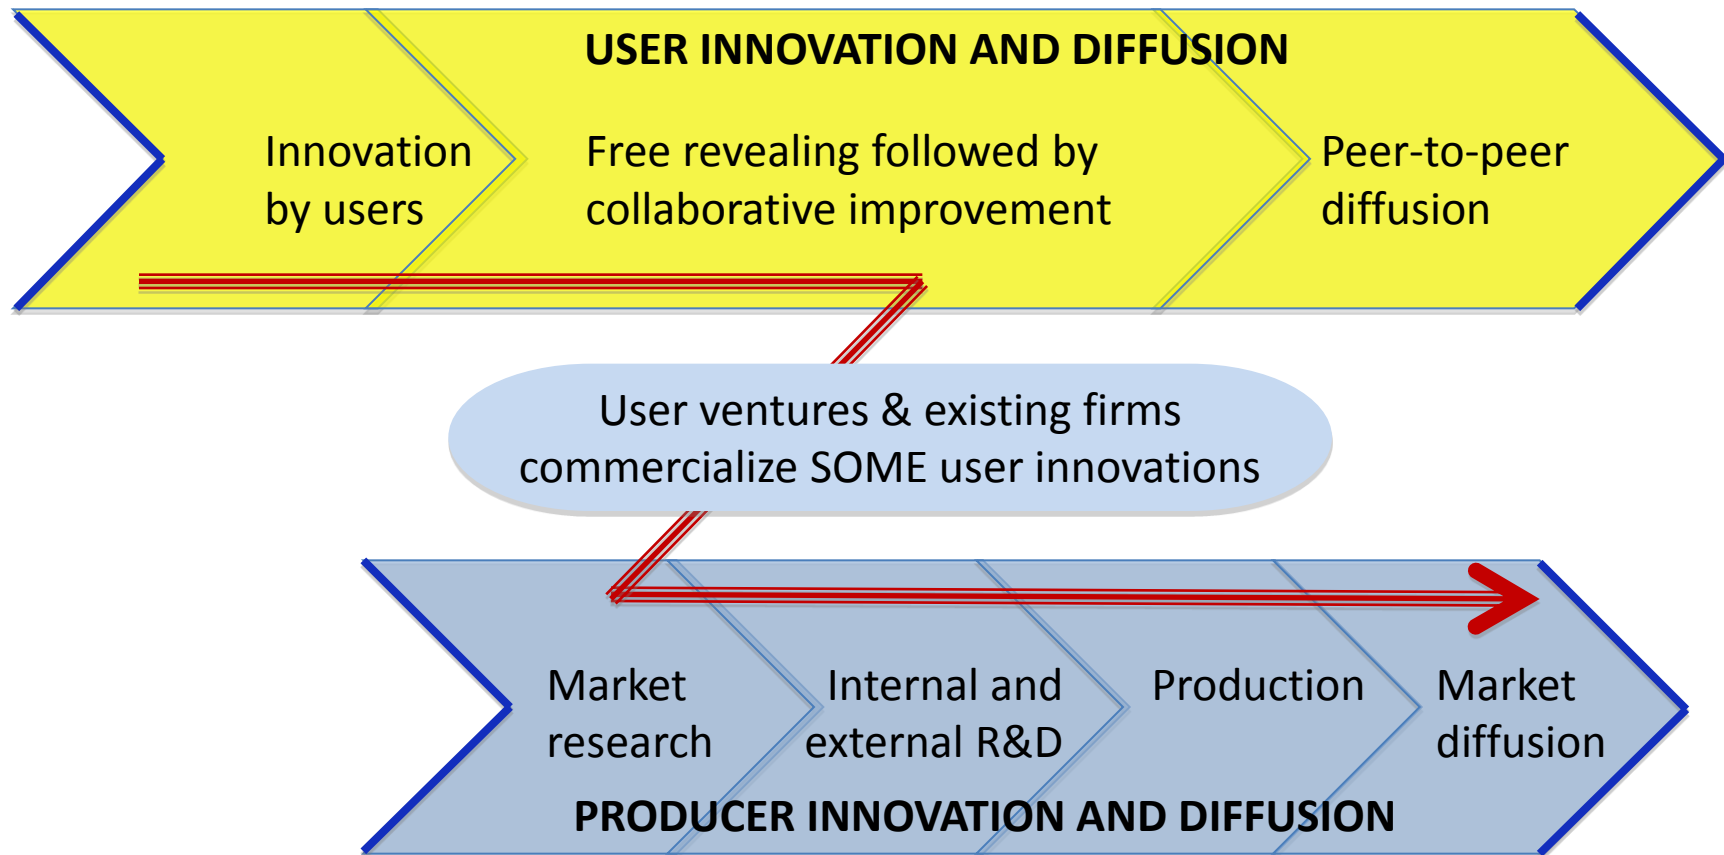 USER INNOVATION AND DIFFUSION
Innovation
by users
Free revealing followed by
collaborative improvement
Peer-to-peer
diffusion
User ventures & existing firms
commercialize SOME user innovations
Market
research
Internal and
external R&D
Production
Market
diffusion
PRODUCER INNOVATION AND DIFFUSION